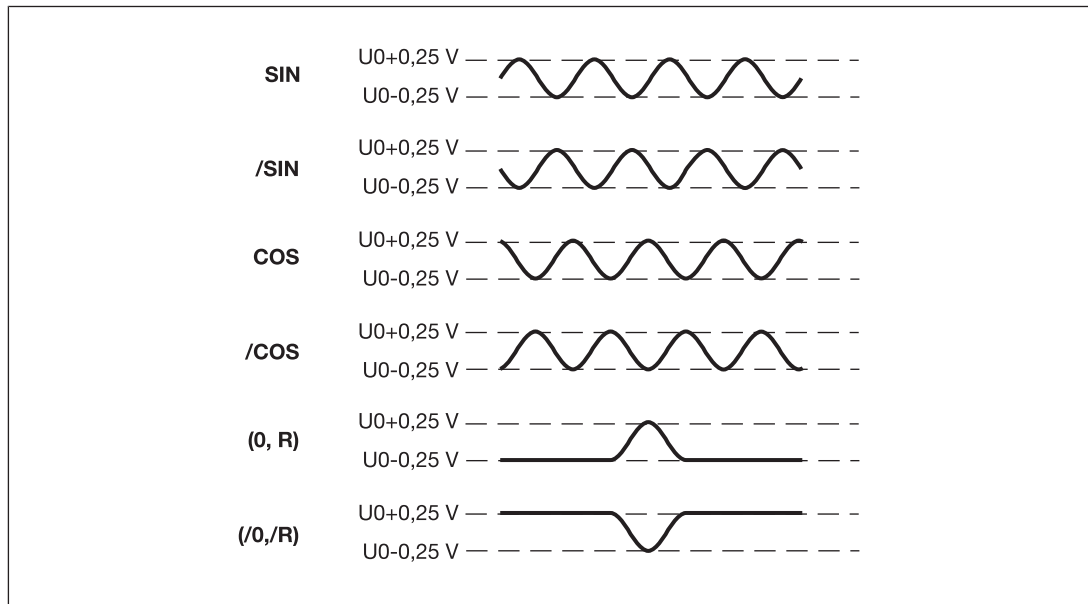 U0+0,25 V
SIN
U0-0,25 V
U0+0,25 V
/SIN
U0-0,25 V
U0+0,25 V
COS
U0-0,25 V
U0+0,25 V
/COS
U0-0,25 V
U0+0,25 V
(0, R)
U0-0,25 V
U0+0,25 V
(/0,/R)
U0-0,25 V